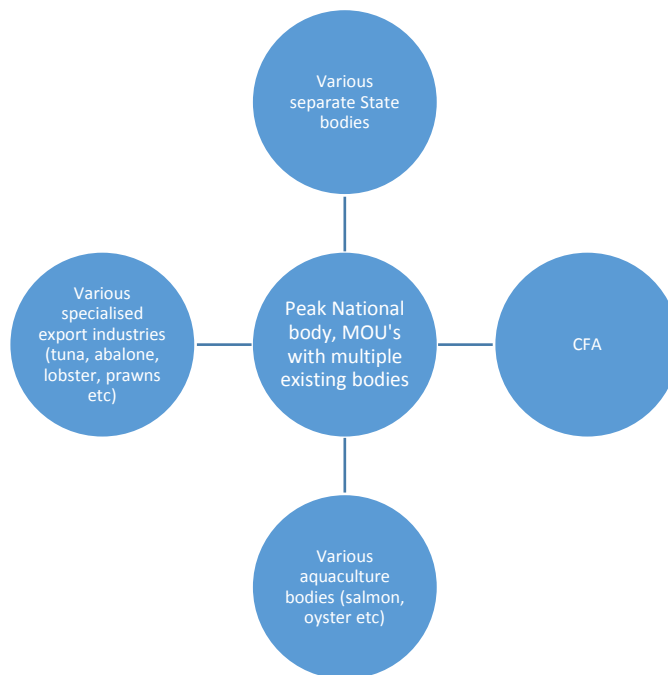 Various
separate State
bodies
Various
specialised
export industries
(tuna, abalone,
lobster, prawns
etc)
Peak National
body, MOU's
with multiple
existing bodies
CFA
Various
aquaculture
bodies (salmon,
oyster etc)